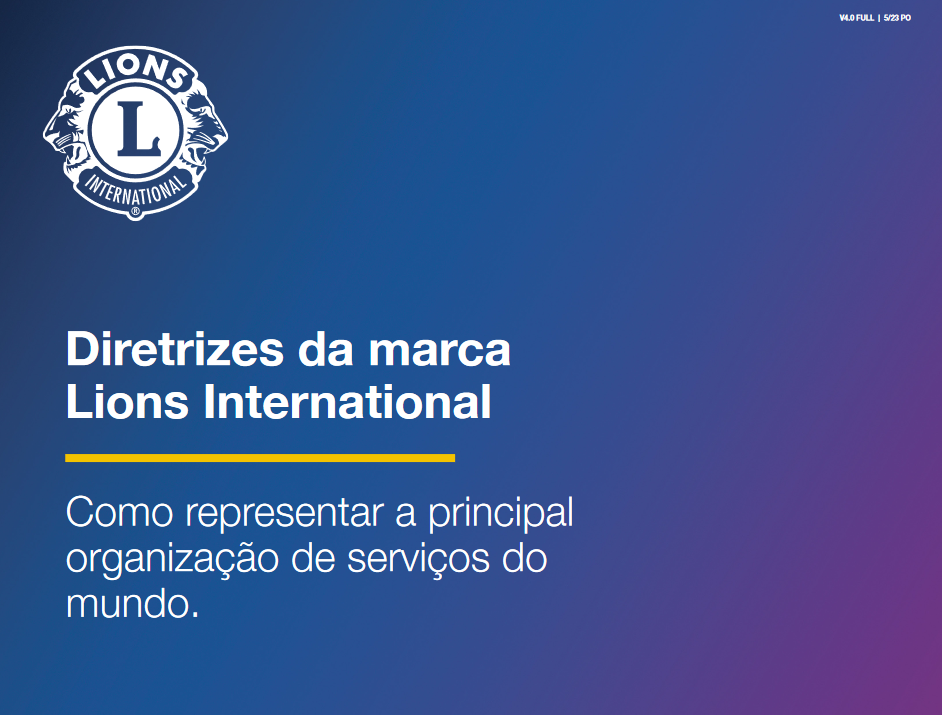 V4.0 FULL | 5/23 PO
LIONS
L
INTERNATIONAL
®
Diretrizes da marca
Lions International
Como representar a principal
organização de serviços do
mundo.